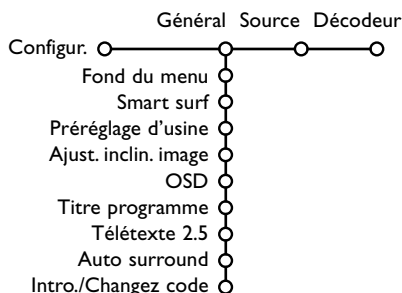 Général Source Décodeur
Configur.
Fond du menu
Smart surf
Préréglage d'usine
Ajust. inclin. image
OSD
Titre programme
Télétexte 2.5
Auto surround
Intro./Changez code